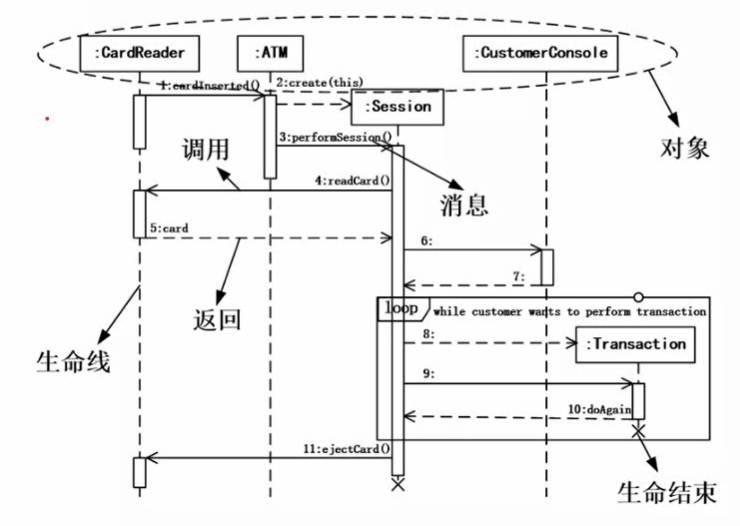 :CardReader
:ATM
:CustomerConsole
1:cardInserted()
2:create(this)
:Session
对象
3:performSession()
调用
4:readCard()
消息
5:card
6:
7:
返回
loop
while customer wants to perform transaction
8:
:Transaction
生命线
9:
10:doAgain
11:ejectCard()
生命结束